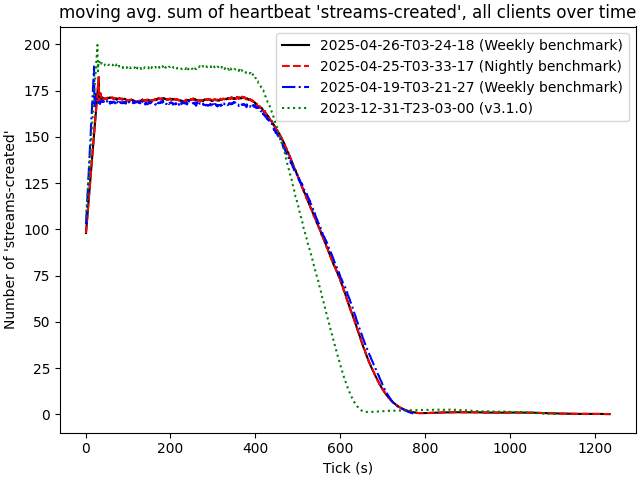 moving avg. sum of heartbeat 'streams-created', all clients over time
2025-04-26-T03-24-18 (Weekly benchmark)
2025-04-25-T03-33-17 (Nightly benchmark)
2025-04-19-T03-21-27 (Weekly benchmark)
2023-12-31-T23-03-00 (v3.1.0)
Number of 'streams-created'
200
175
150
125
100
75
50
25
0
0 200 400 600 800 1000 1200
Tick (s)